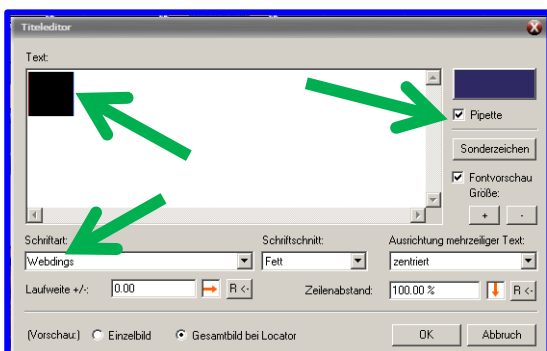 Titeleditor
Text:
Pipette
Sonderzeichen
Fontvorschau
Größe:
+ -
Schriftart: Schriftschnitt: Ausrichtung mehrzeiliger Text:
Webdings Fett zentriert
Laufweite +/-: 0.00 R <- Zeilenabstand: 100.00 % R <-
(Vorschau:) Einzelbild Gesamtbild bei Locator OK Abbruch